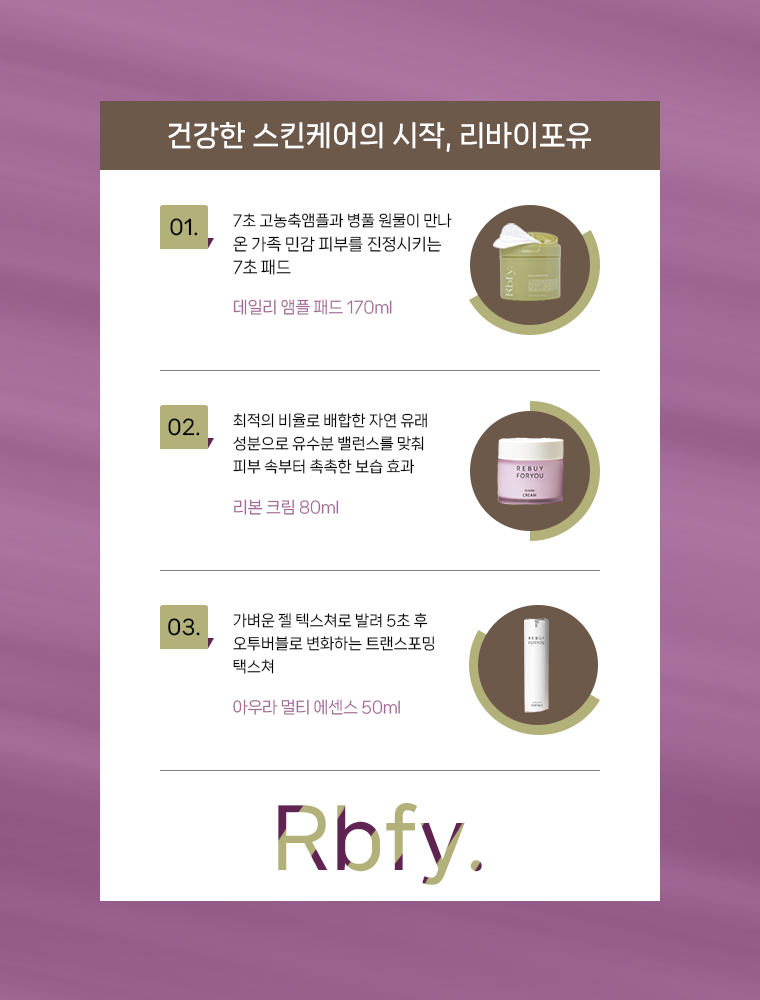 건강한 스킨케어의 시작, 리바이포유
01.
7초 고농축앰플과 병풀 원물이 만나
온 가족 민감 피부를 진정시키는
7초 패드
데일리 앰플 패드 170ml
Rbfy.
02.
최적의 비율로 배합한 자연 유래
성분으로 유수분 밸런스를 맞춰
피부 속부터 촉촉한 보습 효과
리본 크림 80ml
REBUY
FORYOU
CREAM
03.
가벼운 젤 텍스쳐로 발려 5초 후
오투버블로 변화하는 트랜스포밍
택스쳐
아우라 멀티 에센스 50ml
REBUY
FORYOU
Rbfy.